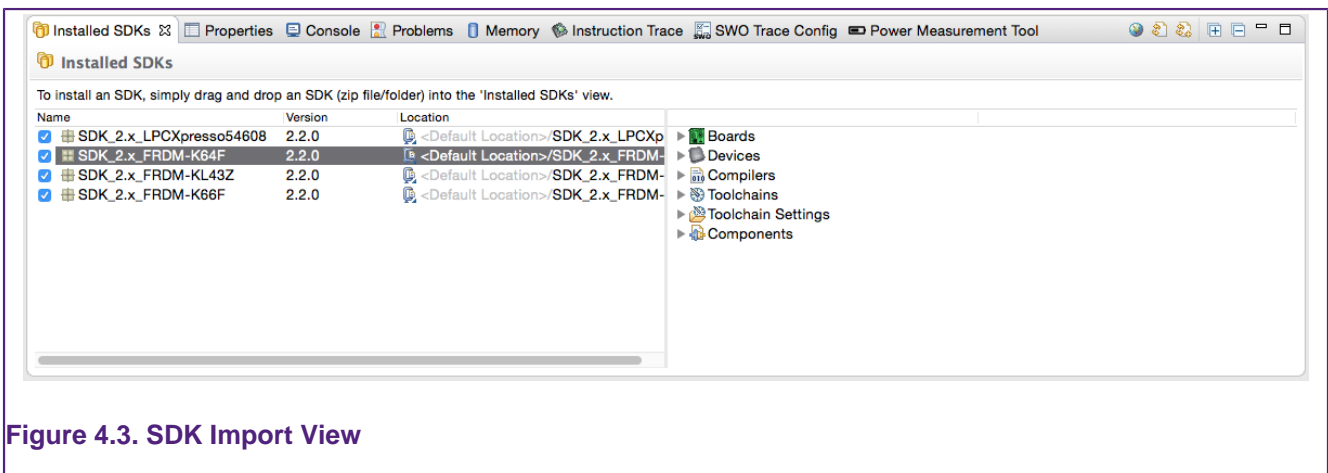 Installed SDKs Properties Console Problems Memory Instruction Trace SWO Trace Config Power Measurement Tool
Installed SDKs
To install an SDK, simply drag and drop an SDK (zip file/folder) into the 'Installed SDKs' view.
Name Version Location
SDK_2.x_LPCXpresso54608 2.2.0 <Default Location>/SDK_2.x_LPCXp
SDK_2.x_FRDM-K64F 2.2.0 <Default Location>/SDK_2.x_FRDM-
SDK_2.x_FRDM-KL43Z 2.2.0 <Default Location>/SDK_2.x_FRDM-
SDK_2.x_FRDM-K66F 2.2.0 <Default Location>/SDK_2.x_FRDM-
Boards
Devices
Compilers
Toolchains
Toolchain Settings
Components
Figure 4.3. SDK Import View